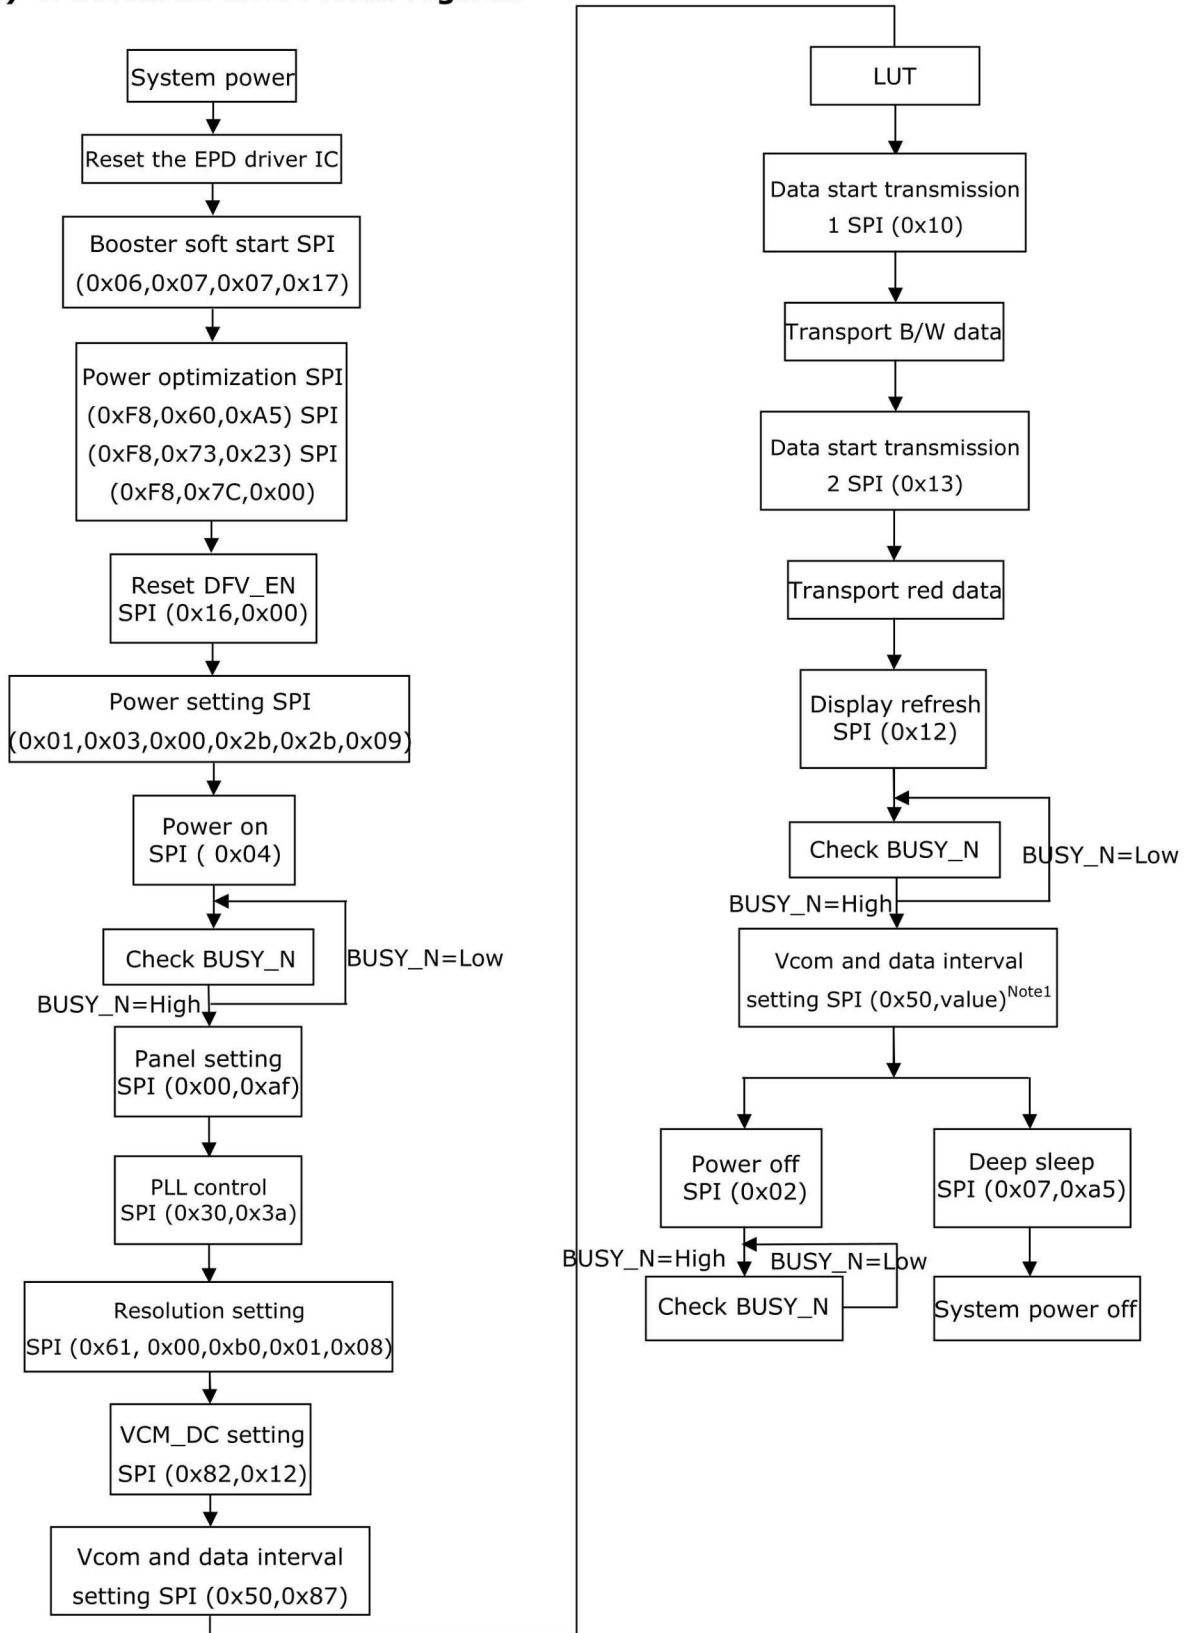 System power
Reset the EPD driver IC
Booster soft start SPI
(0x06,0x07,0x07,0x17)
Power optimization SPI
(0xF8,0x60,0xA5) SPI
(0xF8,0x73,0x23) SPI
(0xF8,0x7C,0x00)
Reset DFV_EN
SPI (0x16,0x00)
Power setting SPI
(0x01,0x03,0x00,0x2b,0x2b,0x09)
Power on
SPI ( 0x04)
Check BUSY_N
BUSY_N=Low
BUSY_N=High
Panel setting
SPI (0x00,0xaf)
PLL control
SPI (0x30,0x3a)
Resolution setting
SPI (0x61, 0x00,0xb0,0x01,0x08)
VCM_DC setting
SPI (0x82,0x12)
Vcom and data interval
setting SPI (0x50,0x87)
LUT
Data start transmission
1 SPI (0x10)
Transport B/W data
Data start transmission
2 SPI (0x13)
Transport red data
Display refresh
SPI (0x12)
Check BUSY_N
BUSY_N=Low
BUSY_N=High
Vcom and data interval
setting SPI (0x50,value)Note1
Power off
SPI (0x02)
BUSY_N=High
BUSY_N=Low
Check BUSY_N
Deep sleep
SPI (0x07,0xa5)
System power off